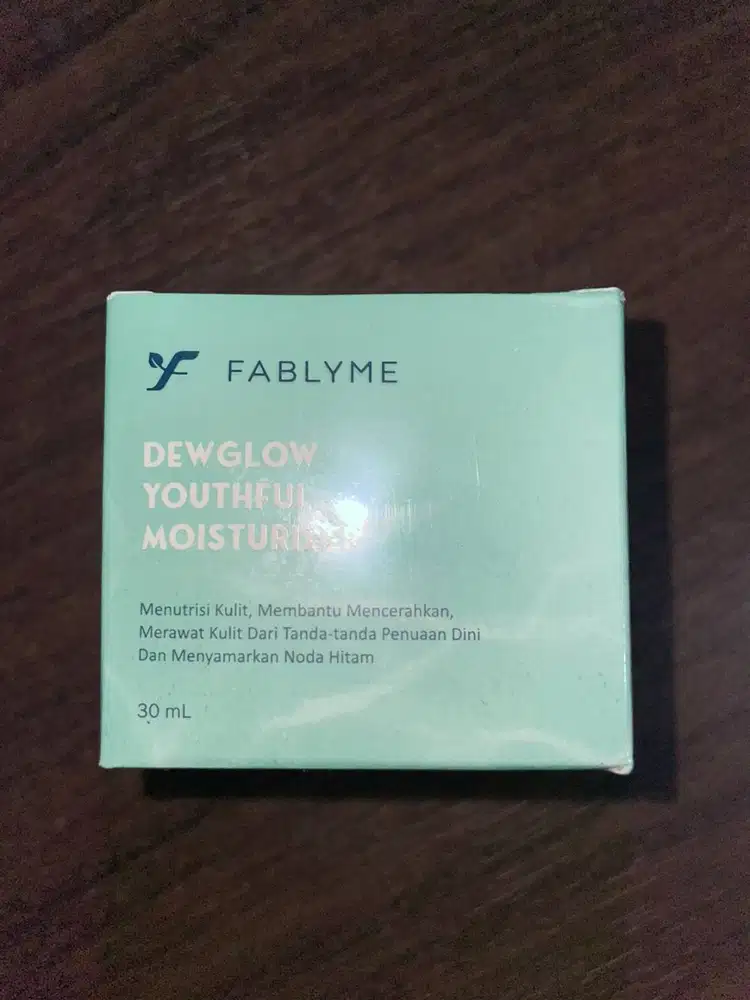 FABLYME
DEWGLOW
YOUTHFUL
MOISTURIZER
Menutrisi Kulit, Membantu Mencerahkan,
Merawat Kulit Dari Tanda-tanda Penuaan Dini
Dan Menyamarkan Noda Hitam
30 mL